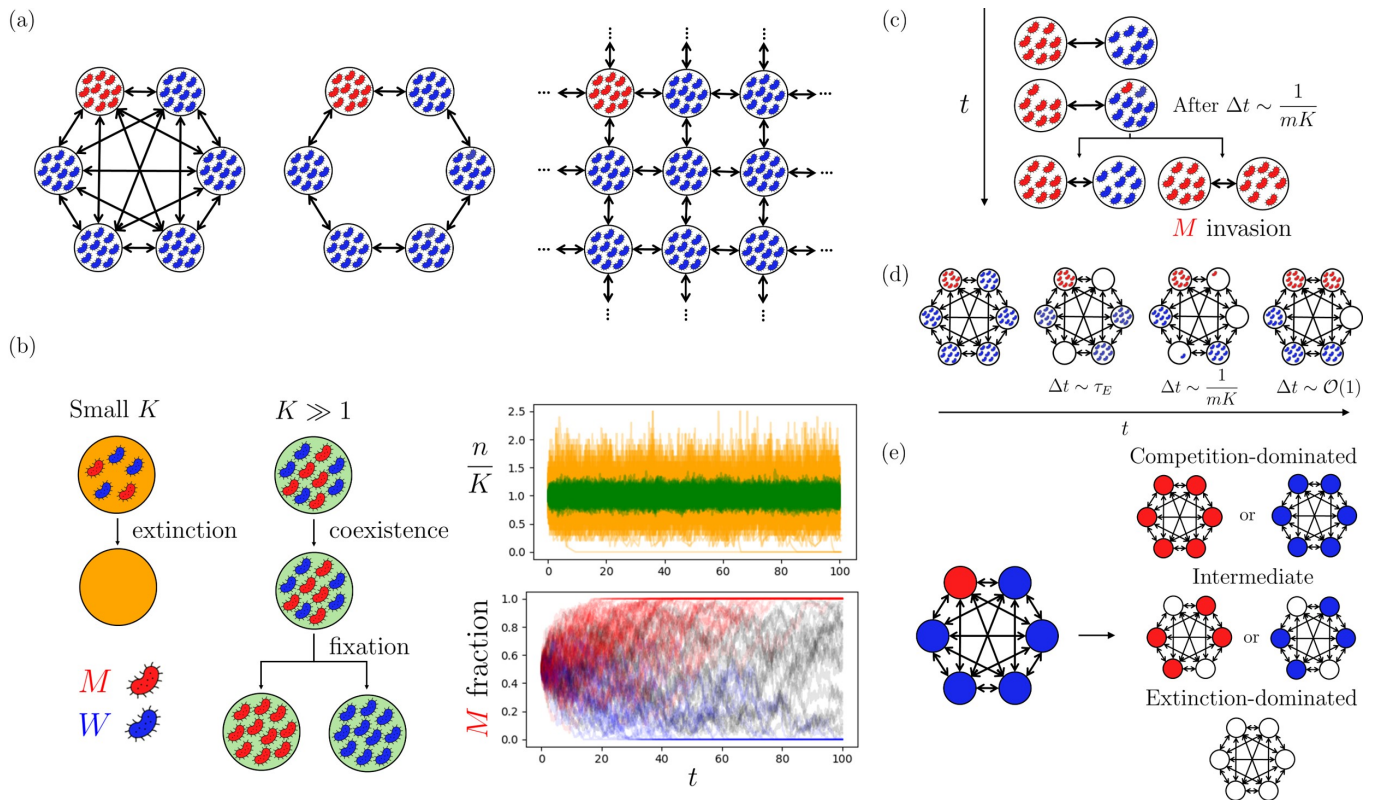 (a)
(b)
Small K
K ≫ 1
extinction
coexistence
fixation
M
W
n
K
2.5
2.0
1.5
1.0
0.5
0.0
0
20
40
60
80
100
M fraction
1.0
0.8
0.6
0.4
0.2
0.0
0
20
40
60
80
100
t
(c)
t
After Δt ∼ 1/mK
M invasion
(d)
Δt ∼ τ_E
Δt ∼ 1/mK
Δt ∼ 𝒪(1)
t
(e)
Competition-dominated
or
Intermediate
or
Extinction-dominated